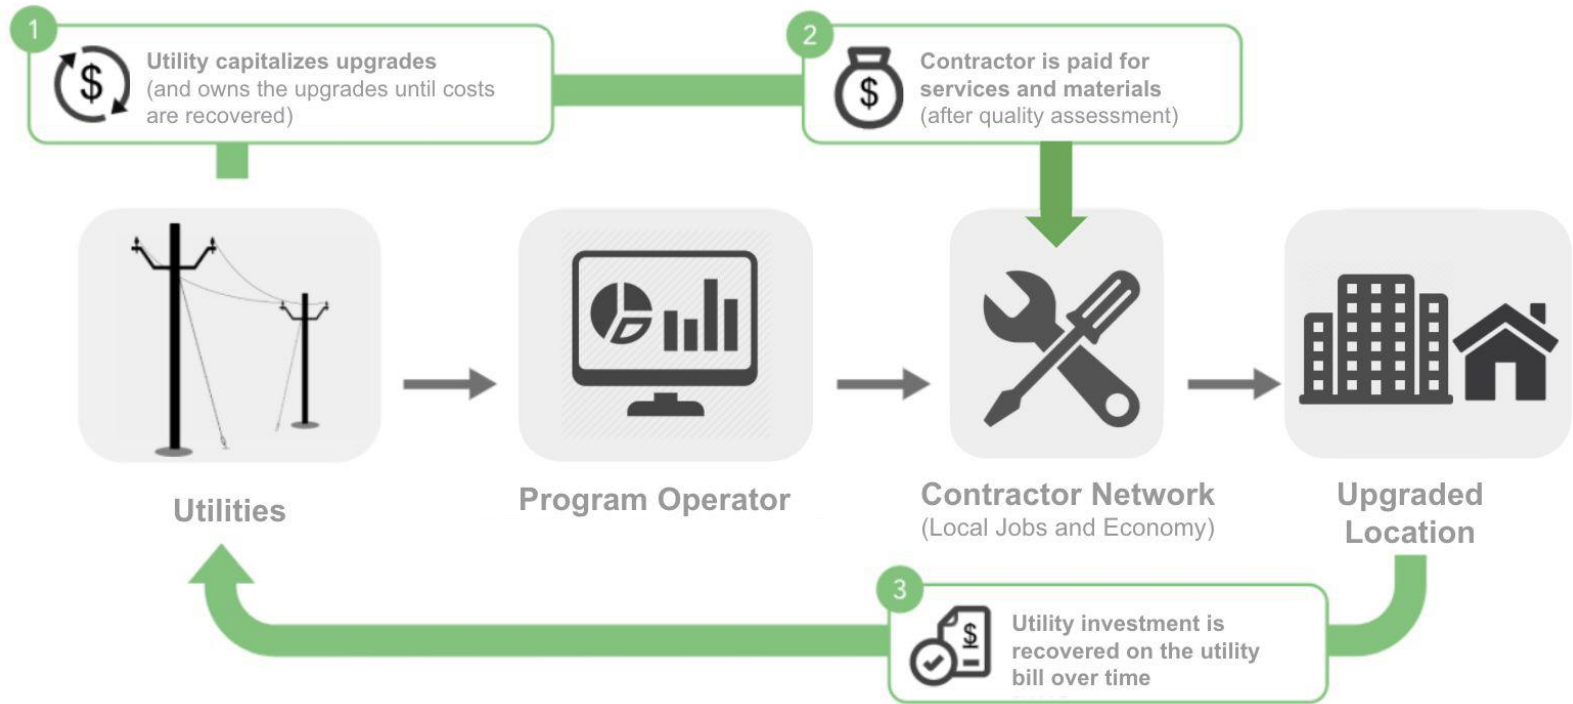 1
$
Utility capitalizes upgrades
(and owns the upgrades until costs
are recovered)
2
$
Contractor is paid for
services and materials
(after quality assessment)
Utilities
Program Operator
Contractor Network
(Local Jobs and Economy)
Upgraded
Location
3
$
Utility investment is
recovered on the utility
bill over time